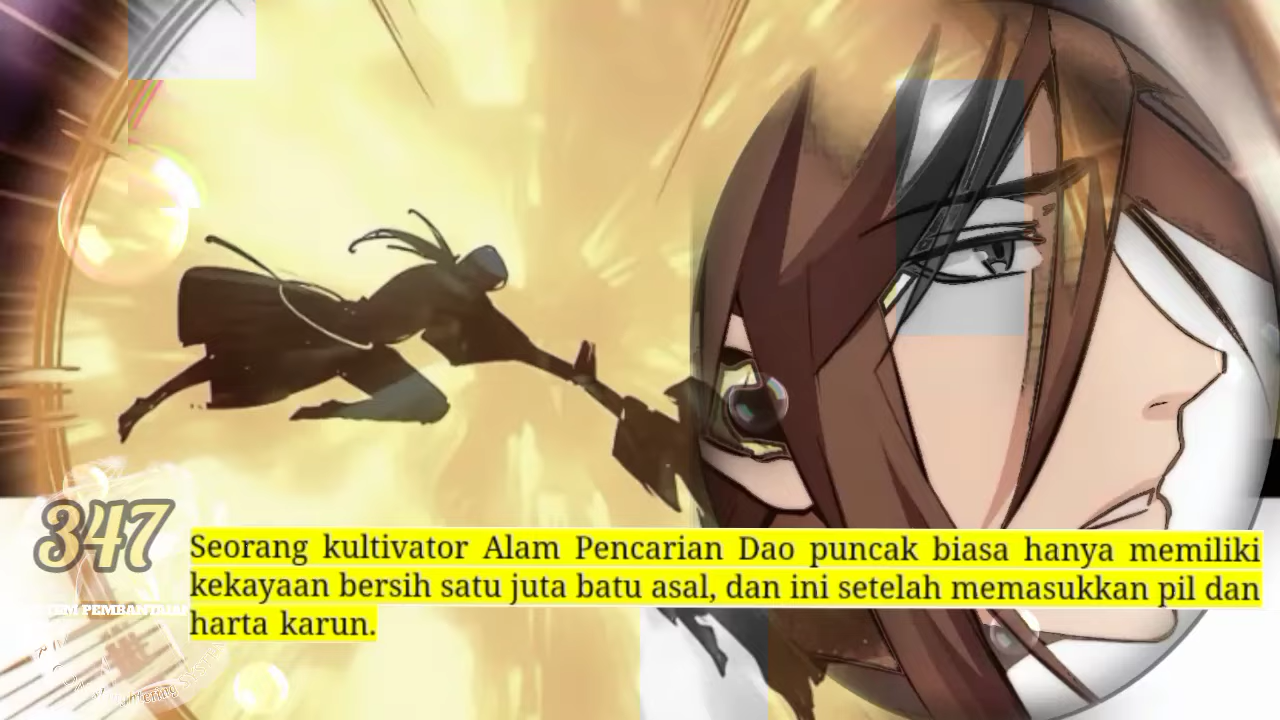 347
Seorang kultivator Alam Pencarian Dao puncak biasa hanya memiliki
kekayaan bersih satu juta batu asal, dan ini setelah memasukkan pil dan
harta karun.
PEMBANTAIAN